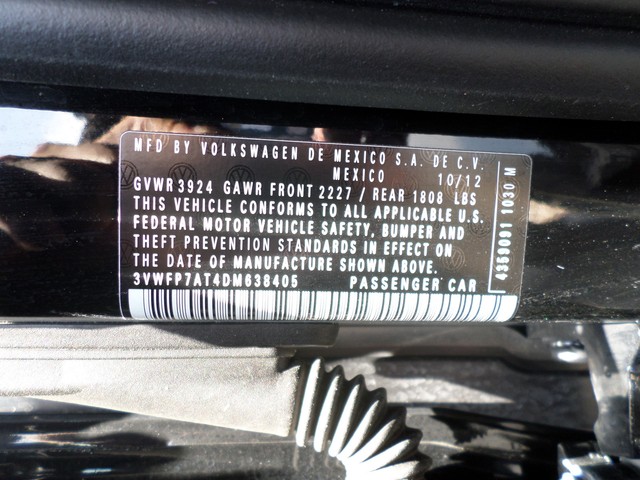 MFD BY VOLKSWAGEN DE MEXICO S.A. DE C.V.
MEXICO 10/12
GVWR 3924 GAWR FRONT 2227 / REAR 1808 LBS
THIS VEHICLE CONFORMS TO ALL APPLICABLE U.S.
FEDERAL MOTOR VEHICLE SAFETY, BUMPER AND
THEFT PREVENTION STANDARDS IN EFFECT ON
THE DATE OF MANUFACTURE SHOWN ABOVE.
3VWFP7AT4DM638405 PASSENGER CAR
4359001 1030 M